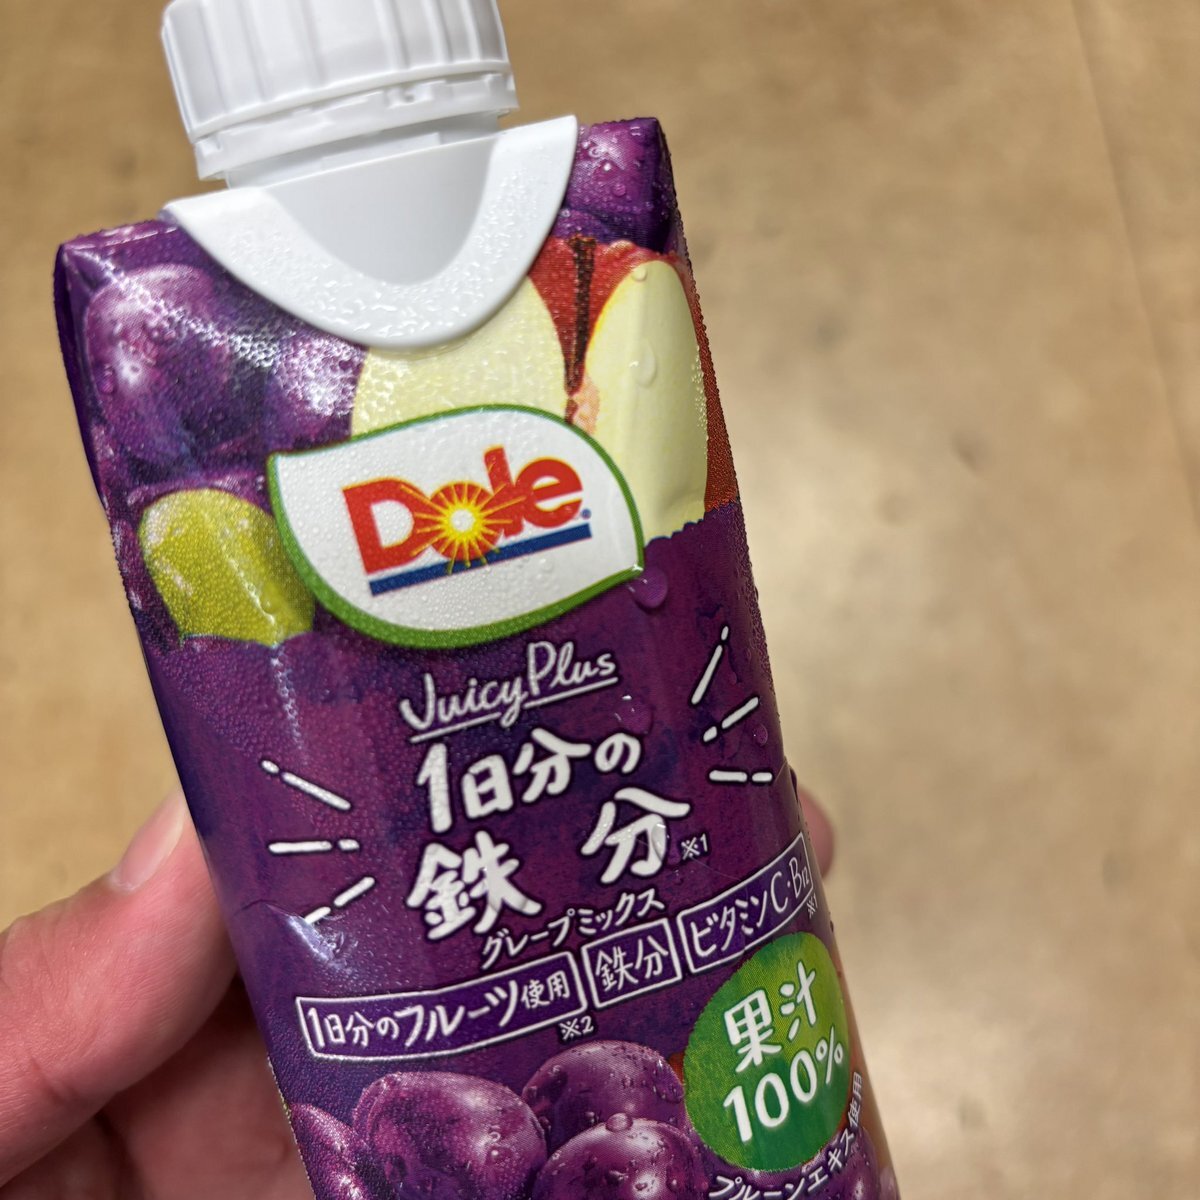 Dole
Juicy Plus
1日分の
鉄分※1
グレープミックス
1日分のフルーツ使用※2
鉄分
ビタミンC・B12※1
果汁
100%
プルーンエキス使用